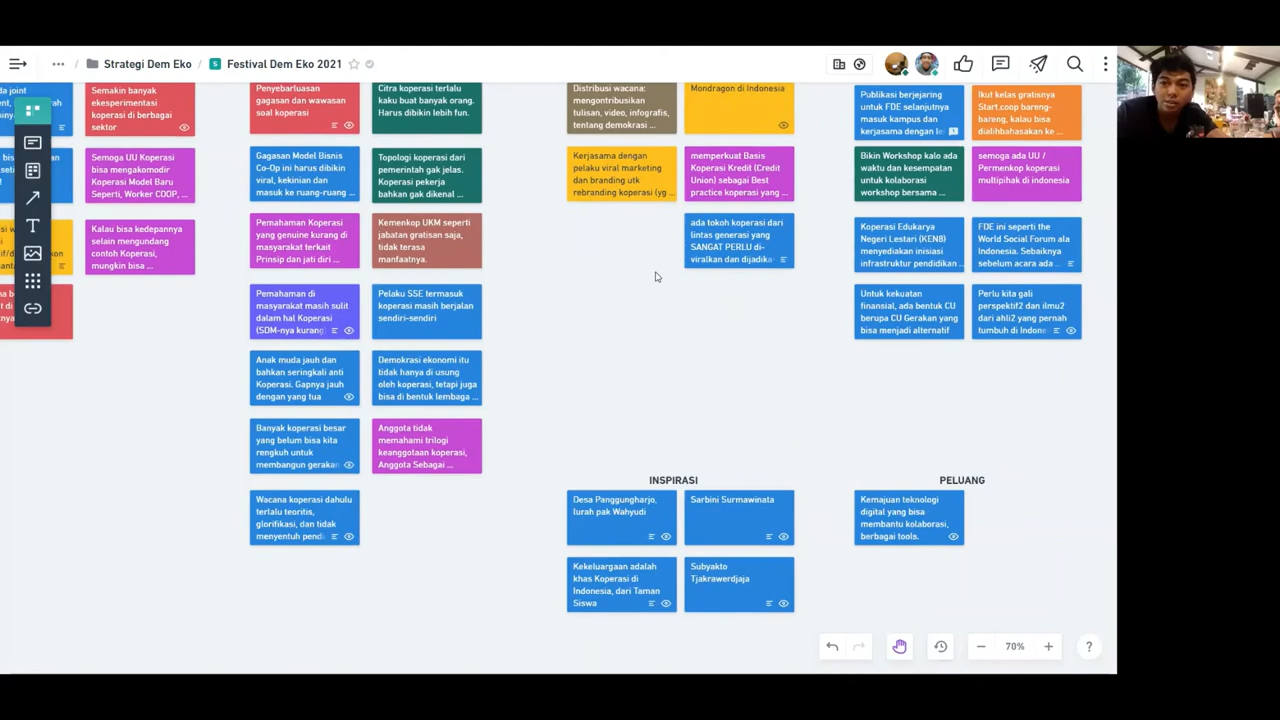 Strategi Dem Eko / Festival Dem Eko 2021
a joint
Semakin banyak
eksperimentasi
koperasi di berbagai
sektor
Semoga UU Koperasi
bisa mengakomodir
Koperasi Model Baru
Seperti, Worker COOP, ...
Kalau bisa kedepannya
selain mengundang
contoh Koperasi,
mungkin bisa ...
Penyebarluasan
gagasan dan wawasan
soal koperasi
Citra koperasi terlalu
kaku buat banyak orang.
Harus dibikin lebih fun.
Gagasan Model Bisnis
Co-Op ini harus dibikin
viral, kekinian dan
masuk ke ruang-ruang ...
Topologi koperasi dari
pemerintah gak jelas.
Koperasi pekerja
bahkan gak dikenal ...
Pemahaman Koperasi
yang genuine kurang di
masyarakat terkait
Prinsip dan jati diri ...
Kemenkop UKM seperti
jabatan gratisan saja,
tidak terasa
manfaatnya.
Pemahaman di
masyarakat masih sulit
dalam hal Koperasi
(SDM-nya kurang)
Pelaku SSE termasuk
koperasi masih berjalan
sendiri-sendiri
Anak muda jauh dan
bahkan seringkali anti
Koperasi. Gapnya jauh
dengan yang tua
Demokrasi ekonomi itu
tidak hanya di usung
oleh koperasi, tetapi juga
bisa di bentuk lembaga ...
Banyak koperasi besar
yang belum bisa kita
rengkuh untuk
membangun gerakan
Anggota tidak
memahami trilogi
keanggotaan koperasi,
Anggota Sebagai ...
Wacana koperasi dahulu
terlalu teoritis,
glorifikasi, dan tidak
menyentuh pend
Distribusi wacana:
mengontribusikan
tulisan, video, infografis,
tentang demokrasi ...
Mondragon di Indonesia
Kerjasama dengan
pelaku viral marketing
dan branding utk
rebranding koperasi (yg ...
memperkuat Basis
Koperasi Kredit (Credit
Union) sebagai Best
practice koperasi yang ...
ada tokoh koperasi dari
lintas generasi yang
SANGAT PERLU di-
viralkan dan dijadika
INSPIRASI
Desa Panggungharjo,
lurah pak Wahyudi
Sarbini Surmawinata
Kekeluargaan adalah
khas Koperasi di
Indonesia, dari Taman
Siswa
Subyakto
Tjakrawerdjaja
Publikasi berjejaring
untuk FDE selanjutnya
masuk kampus dan
kerjasama dengan le
Ikut kelas gratisnya
Start.coop bareng-
bareng, kalau bisa
dialihbahasakan ke ...
Bikin Workshop kalo ada
waktu dan kesempatan
untuk kolaborasi
workshop bersama ...
semoga ada UU /
Permenkop koperasi
multipihak di indonesia
Koperasi Edukarya
Negeri Lestari (KEN8)
menyediakan inisiasi
infrastruktur pendidikan
FDE ini seperti the
World Social Forum ala
Indonesia. Sebaiknya
sebelum acara ada
Untuk kekuatan
finansial, ada bentuk CU
berupa CU Gerakan yang
bisa menjadi alternatif
Perlu kita gali
perspektif2 dan ilmu2
dari ahli2 yang pernah
tumbuh di Indone
PELUANG
Kemajuan teknologi
digital yang bisa
membantu kolaborasi,
berbagai tools.
70%